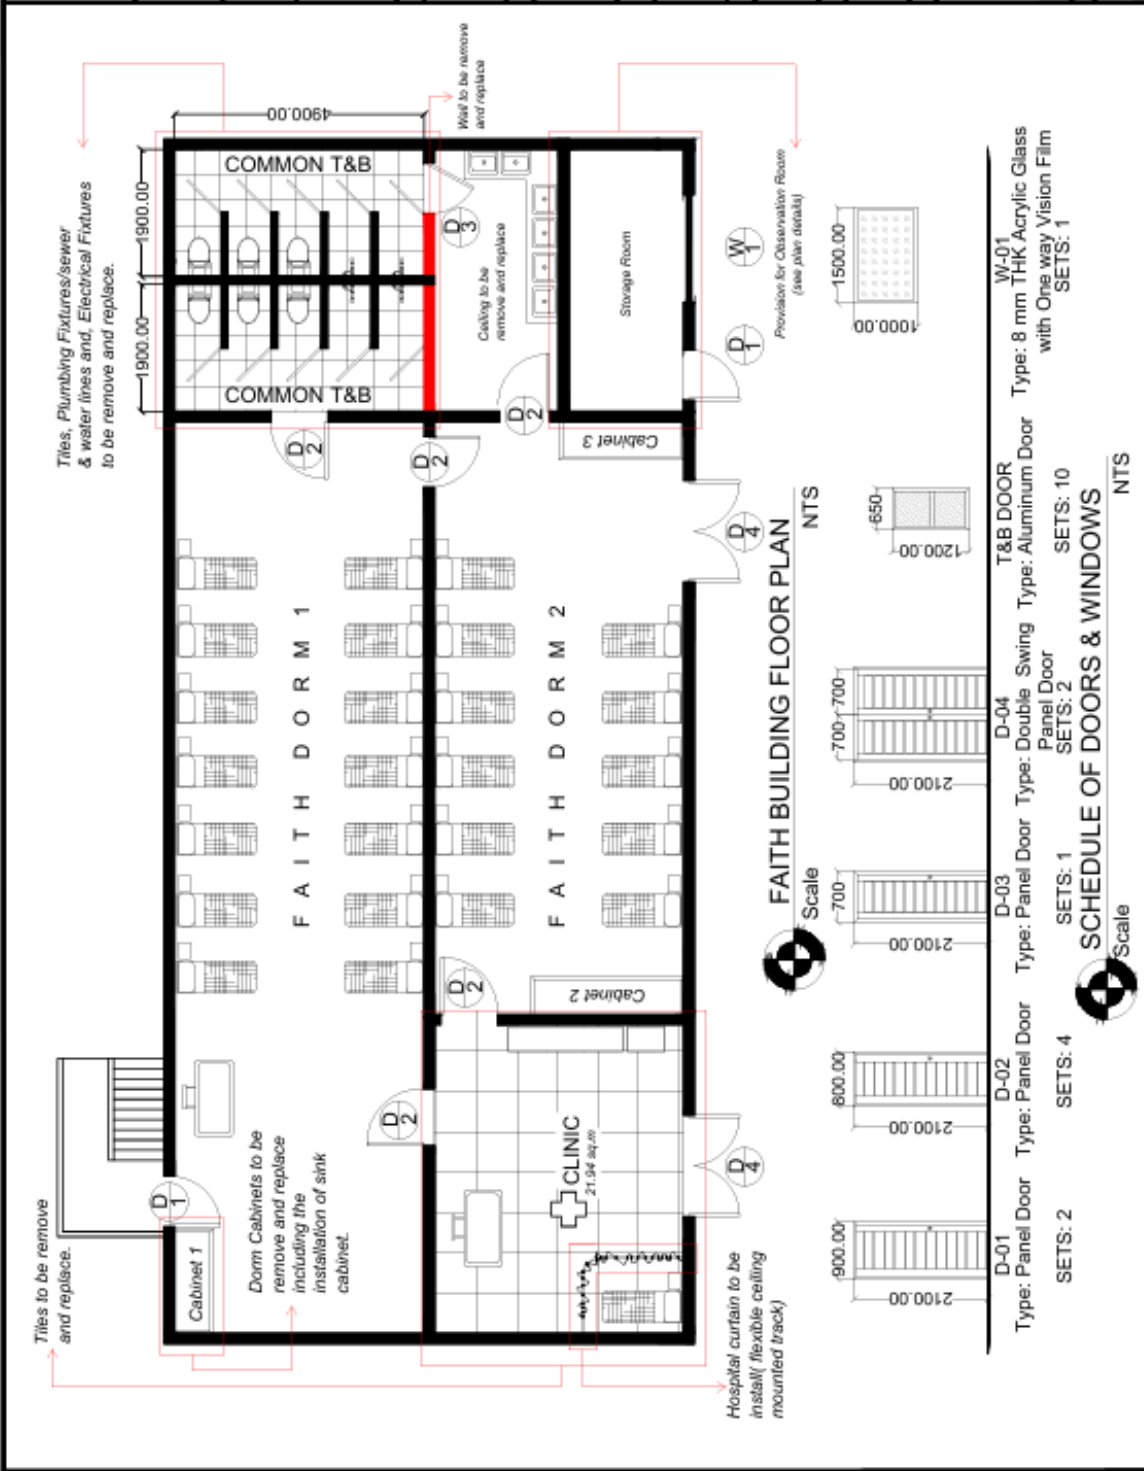 Tiles to be remove
and replace.
Tiles, Plumbing Fixtures/sewer
& water lines and, Electrical Fixtures
to be remove and replace.
1900.00
1900.00
4900.00
COMMON T&B
COMMON T&B
Wall to be remove
and replace
D
1
Cabinet 1
Dorm Cabinets to be
remove and replace
including the
installation of sink
cabinet.
FAITH DORM 1
D
2
D
2
D
2
D
3
Ceiling to be
remove and replace
D
2
CLINIC
21.94 sq.m
D
2
Cabinet 2
FAITH DORM 2
Cabinet 3
D
2
Storage Room
Hospital curtain to be
install( flexible ceiling
mounted track)
D
4
D
4
D
1
W
1
Provision for Observation Room
(see plan details)
FAITH BUILDING FLOOR PLAN
Scale
NTS
900.00
2100.00
800.00
2100.00
700
2100.00
700
700
2100.00
650
1200.00
1500.00
1000.00
D-01
Type: Panel Door
SETS: 2
D-02
Type: Panel Door
SETS: 4
D-03
Type: Panel Door
SETS: 1
D-04
Type: Double Swing
Panel Door
SETS: 2
T&B DOOR
Type: Aluminum Door
SETS: 10
W-01
Type: 8 mm THK Acrylic Glass
with One way Vision Film
SETS: 1
SCHEDULE OF DOORS & WINDOWS
Scale
NTS